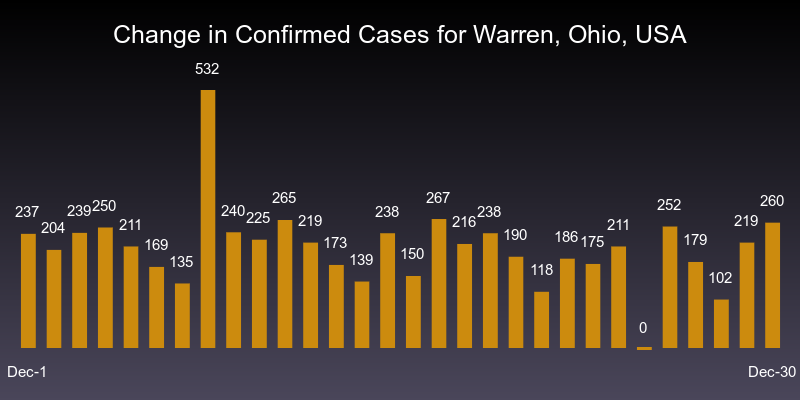 Change in Confirmed Cases for Warren, Ohio, USA
532
237 204 239 250 211 169 135 240 225 265 219 173 139 238 150 267 216 238 190 118 186 175 211 0 252 179 102 219 260
Dec-1 Dec-30